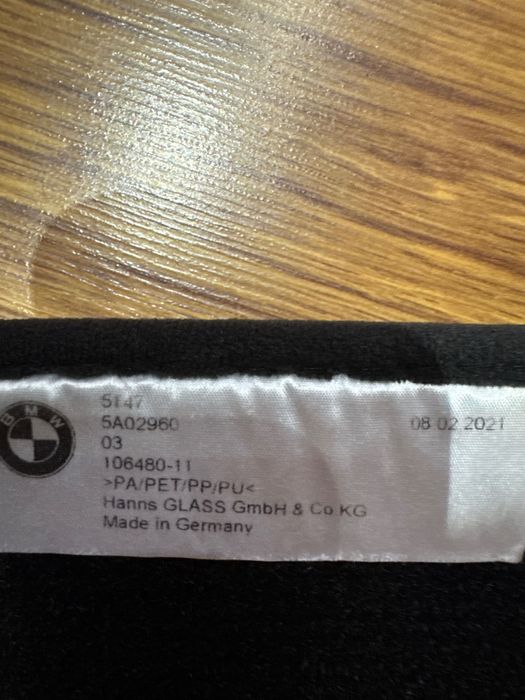 BMW
5147
5A02960
08.02.2021
03
106480-11
>PA/PET/PP/PU<
Hanns GLASS GmbH & Co KG
Made in Germany